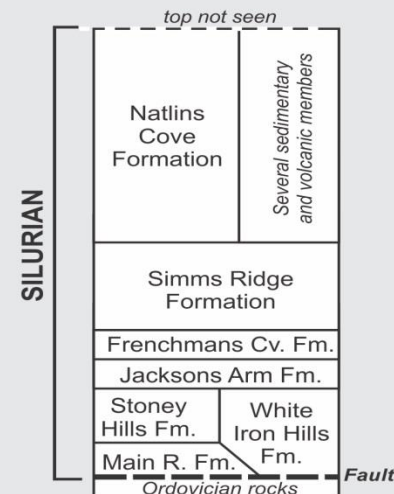 top not seen
SILURIAN
Natlins
Cove
Formation
Several sedimentary
and volcanic members
Simms Ridge
Formation
Frenchmans Cv. Fm.
Jacksons Arm Fm.
Stoney
Hills Fm.
White
Iron Hills
Fm.
Main R. Fm.
Fault
Ordovician rocks